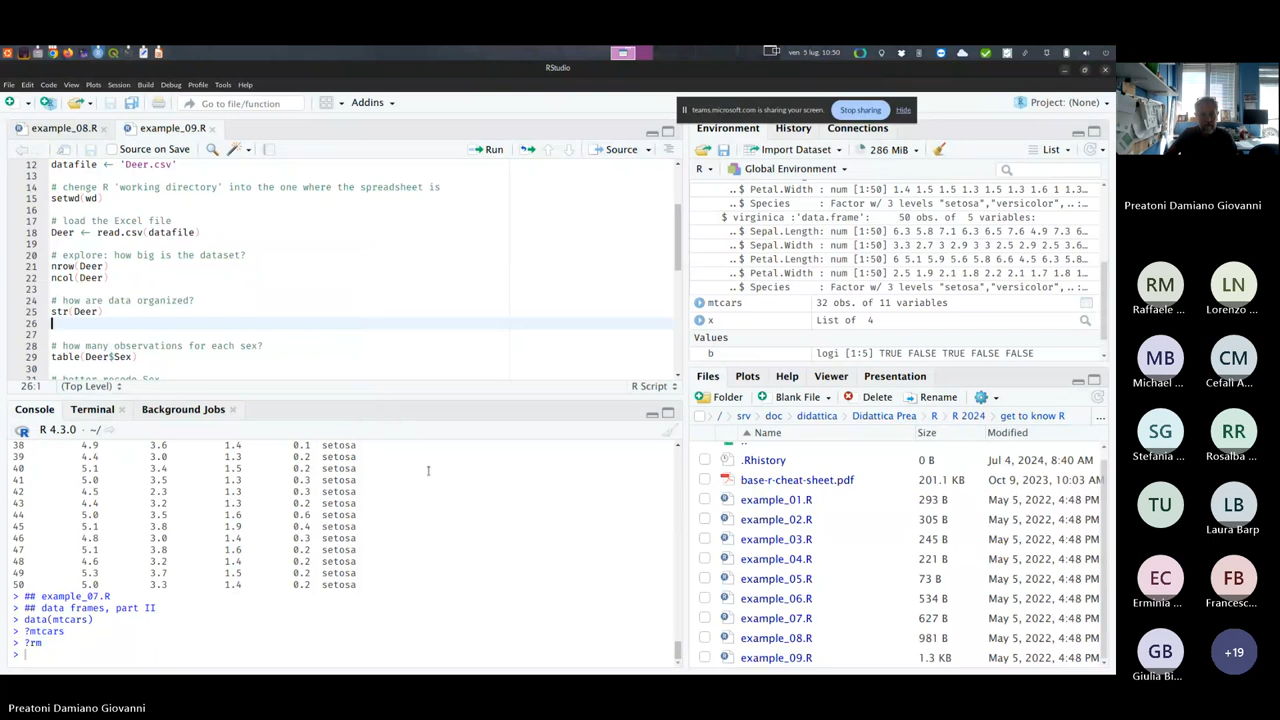 ven 5 lug, 10:50
RStudio
File Edit Code View Plots Session Build Debug Profile Tools Help
Go to file/function
Addins
teams.microsoft.com is sharing your screen.
Stop sharing
Hide
Project: (None)
example_08.R
example_09.R
Source on Save
Run
Source
12 datafile ← 'Deer.csv'
13
14 # chenge R 'working directory' into the one where the spreadsheet is
15 setwd(wd)
16
17 # load the Excel file
18 Deer ← read.csv(datafile)
19
20 # explore: how big is the dataset?
21 nrow(Deer)
22 ncol(Deer)
23
24 # how are data organized?
25 str(Deer)
26
27
28 # how many observations for each sex?
29 table(Deer$Sex)
30
26:1
(Top Level)
R Script
Console
Terminal
Background Jobs
R 4.3.0 · ~/
38 4.9 3.6 1.4 0.1 setosa
39 4.4 3.0 1.3 0.2 setosa
40 5.1 3.4 1.5 0.2 setosa
41 5.0 3.5 1.3 0.3 setosa
42 4.5 2.3 1.3 0.3 setosa
43 4.4 3.2 1.3 0.2 setosa
44 5.0 3.5 1.6 0.6 setosa
45 5.1 3.8 1.9 0.4 setosa
46 4.8 3.0 1.4 0.3 setosa
47 5.1 3.8 1.6 0.2 setosa
48 4.6 3.2 1.4 0.2 setosa
49 5.3 3.7 1.5 0.2 setosa
50 5.0 3.3 1.4 0.2 setosa
> ## example_07.R
> ## data frames, part II
> data(mtcars)
> ?mtcars
> ?rm
>
Environment
History
Connections
Import Dataset
286 MiB
List
R
Global Environment
..$ Petal.Width : num [1:50] 1.4 1.5 1.5 1.3 1.5 1.3 1.6 1 1.3…
..$ Species : Factor w/ 3 levels "setosa","versicolor",..:…
$ virginica :'data.frame': 50 obs. of 5 variables:
..$ Sepal.Length: num [1:50] 6.3 5.8 7.1 6.3 6.5 7.6 4.9 7.3 6…
..$ Sepal.Width : num [1:50] 3.3 2.7 3 2.9 3 3 2.5 2.9 2.5 3.6…
..$ Petal.Length: num [1:50] 6 5.1 5.9 5.6 5.8 6.6 4.5 6.3 5.8…
..$ Petal.Width : num [1:50] 2.5 1.9 2.1 1.8 2.2 2.1 1.7 1.8 1…
..$ Species : Factor w/ 3 levels "setosa","versicolor",..:…
mtcars 32 obs. of 11 variables
x List of 4
Values
b logi [1:5] TRUE FALSE TRUE FALSE FALSE
Files
Plots
Help
Viewer
Presentation
Folder
Blank File
Delete
Rename
/ srv doc didattica Didattica Prea R R 2024 get to know R …
Name Size Modified
..
.Rhistory 0 B Jul 4, 2024, 8:40 AM
base-r-cheat-sheet.pdf 201.1 KB Oct 9, 2023, 10:03 AM
example_01.R 293 B May 5, 2022, 4:48 PM
example_02.R 305 B May 5, 2022, 4:48 PM
example_03.R 245 B May 5, 2022, 4:48 PM
example_04.R 221 B May 5, 2022, 4:48 PM
example_05.R 73 B May 5, 2022, 4:48 PM
example_06.R 534 B May 5, 2022, 4:48 PM
example_07.R 627 B May 5, 2022, 4:48 PM
example_08.R 981 B May 5, 2022, 4:48 PM
example_09.R 1.3 KB May 5, 2022, 4:48 PM
Preatoni Damiano Giovanni
RM
LN
Raffaele …
Lorenzo …
MB
CM
Michael …
Cefalì A…
SG
RR
Stefania …
Rosalba …
TU
LB
Laura Barp
EC
FB
Erminia …
Francesc…
GB
+19
Giulia Bi…
Preatoni Damiano Giovanni